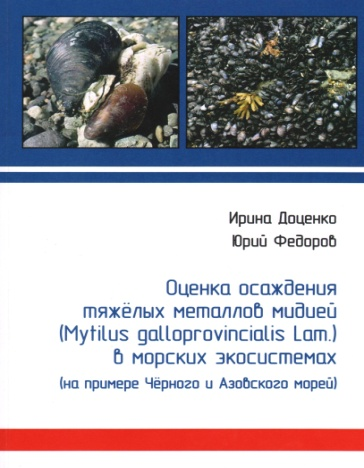 Ирина Доценко
Юрий Федоров
Оценка осаждения
тяжёлых металлов мидией
(Mytilus galloprovincialis Lam.)
в морских экосистемах
(на примере Чёрного и Азовского морей)